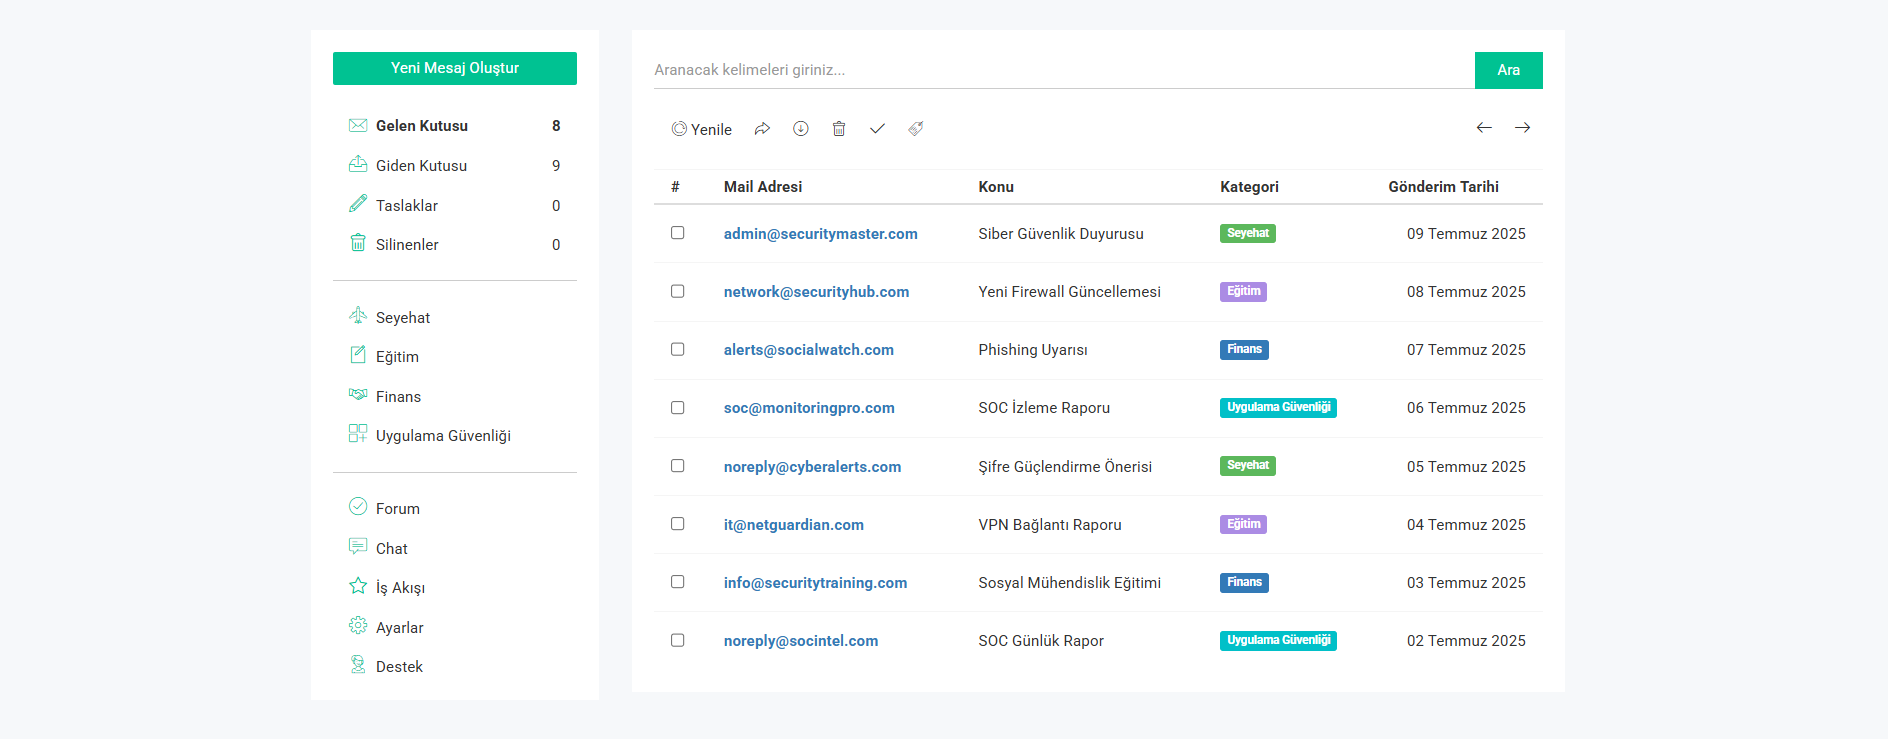 Yeni Mesaj Oluştur
Gelen Kutusu 8
Giden Kutusu 9
Taslaklar 0
Silinenler 0
Seyehat
Eğitim
Finans
Uygulama Güvenliği
Forum
Chat
İş Akışı
Ayarlar
Destek
Aranacak kelimeleri giriniz... Ara
Yenile
# Mail Adresi Konu Kategori Gönderim Tarihi
admin@securitymaster.com Siber Güvenlik Duyurusu Seyehat 09 Temmuz 2025
network@securityhub.com Yeni Firewall Güncellemesi Eğitim 08 Temmuz 2025
alerts@socialwatch.com Phishing Uyarısı Finans 07 Temmuz 2025
soc@monitoringpro.com SOC İzleme Raporu Uygulama Güvenliği 06 Temmuz 2025
noreply@cyberalerts.com Şifre Güçlendirme Önerisi Seyehat 05 Temmuz 2025
it@netguardian.com VPN Bağlantı Raporu Eğitim 04 Temmuz 2025
info@securitytraining.com Sosyal Mühendislik Eğitimi Finans 03 Temmuz 2025
noreply@socintel.com SOC Günlük Rapor Uygulama Güvenliği 02 Temmuz 2025